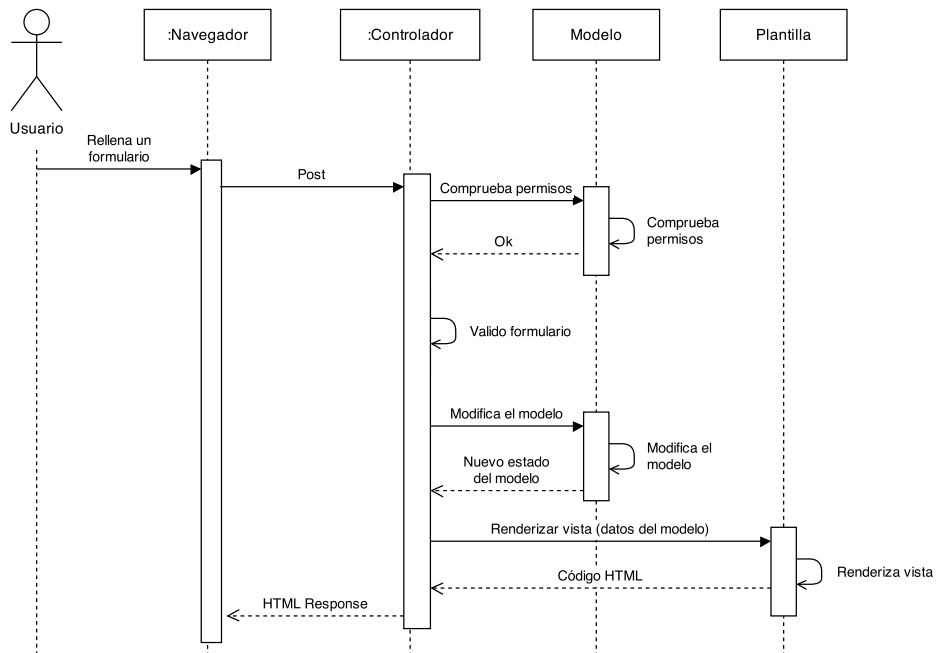 :Navegador
:Controlador
Modelo
Plantilla
Usuario
Rellena un
formulario
Post
Comprueba permisos
Comprueba
permisos
Ok
Valido formulario
Modifica el modelo
Modifica el
modelo
Nuevo estado
del modelo
Renderizar vista (datos del modelo)
Renderiza vista
Código HTML
HTML Response